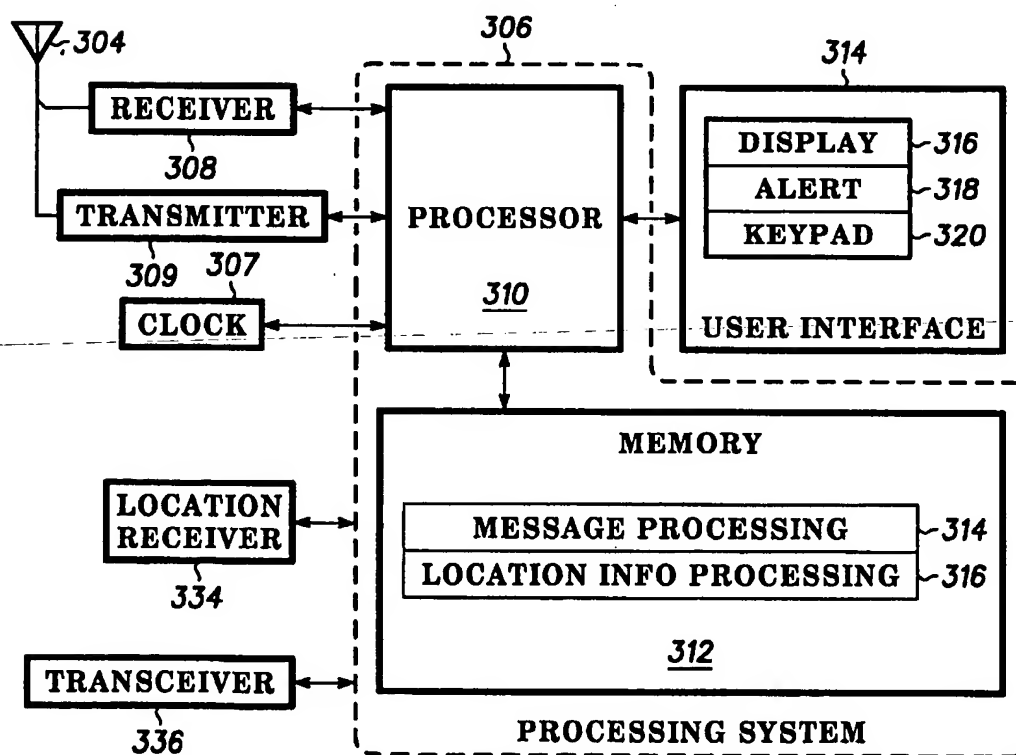 304
306
314
RECEIVER
308
DISPLAY
316
ALERT
318
KEYPAD
320
USER INTERFACE
PROCESSOR
310
TRANSMITTER
309
307
CLOCK
MEMORY
LOCATION
RECEIVER
334
MESSAGE PROCESSING
314
LOCATION INFO PROCESSING
316
312
TRANSCEIVER
336
PROCESSING SYSTEM